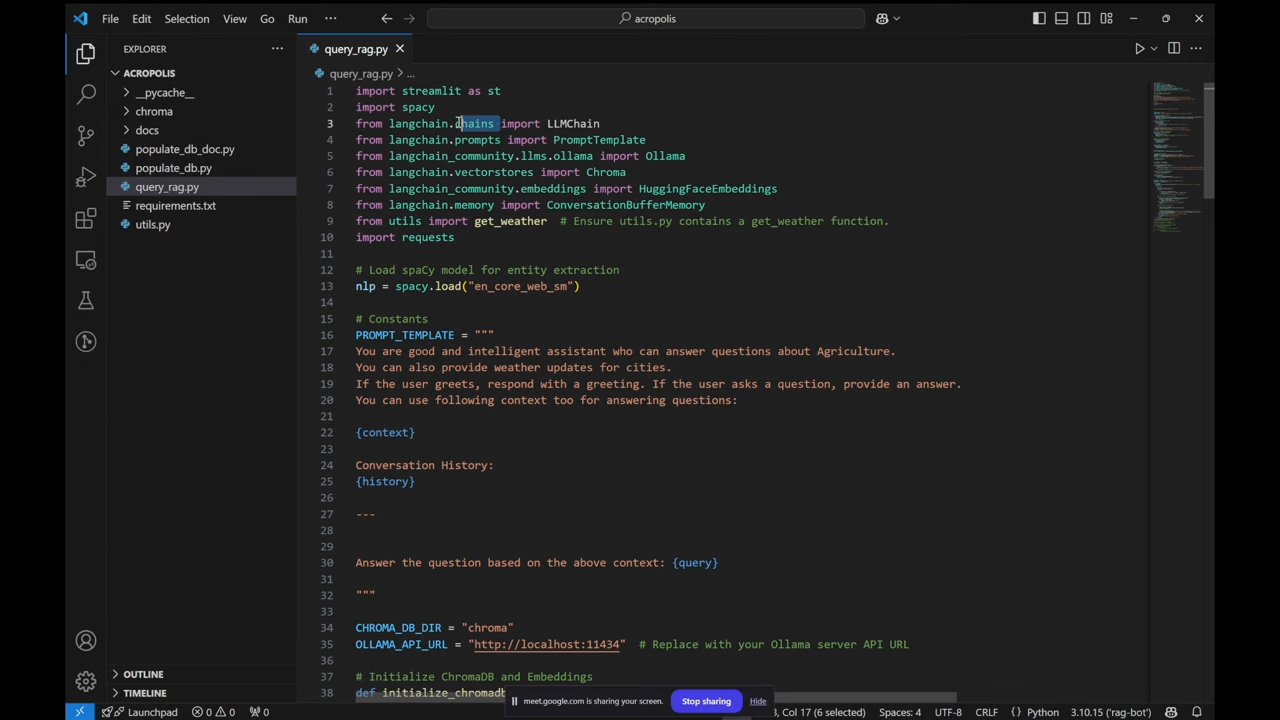 File Edit Selection View Go Run ··· acropolis
EXPLORER ···
ACROPOLIS
__pycache__
chroma
docs
populate_db_doc.py
populate_db.py
query_rag.py
requirements.txt
utils.py
OUTLINE
TIMELINE
query_rag.py
query_rag.py > ...
1 import streamlit as st
2 import spacy
3 from langchain.chains import LLMChain
4 from langchain.prompts import PromptTemplate
5 from langchain_community.llms.ollama import Ollama
6 from langchain.vectorstores import Chroma
7 from langchain_community.embeddings import HuggingFaceEmbeddings
8 from langchain.memory import ConversationBufferMemory
9 from utils import get_weather # Ensure utils.py contains a get_weather function.
10 import requests
11
12 # Load spaCy model for entity extraction
13 nlp = spacy.load("en_core_web_sm")
14
15 # Constants
16 PROMPT_TEMPLATE = """
17 You are good and intelligent assistant who can answer questions about Agriculture.
18 You can also provide weather updates for cities.
19 If the user greets, respond with a greeting. If the user asks a question, provide an answer.
20 You can use following context too for answering questions:
21
22 {context}
23
24 Conversation History:
25 {history}
26
27 ---
28
29
30 Answer the question based on the above context: {query}
31
32 """
33
34 CHROMA_DB_DIR = "chroma"
35 OLLAMA_API_URL = "http://localhost:11434" # Replace with your Ollama server API URL
36
37 # Initialize ChromaDB and Embeddings
38 def initialize_chromadb
meet.google.com is sharing your screen. Stop sharing Hide
Launchpad 0 0 0 3, Col 17 (6 selected) Spaces: 4 UTF-8 CRLF {} Python 3.10.15 ('rag-bot')